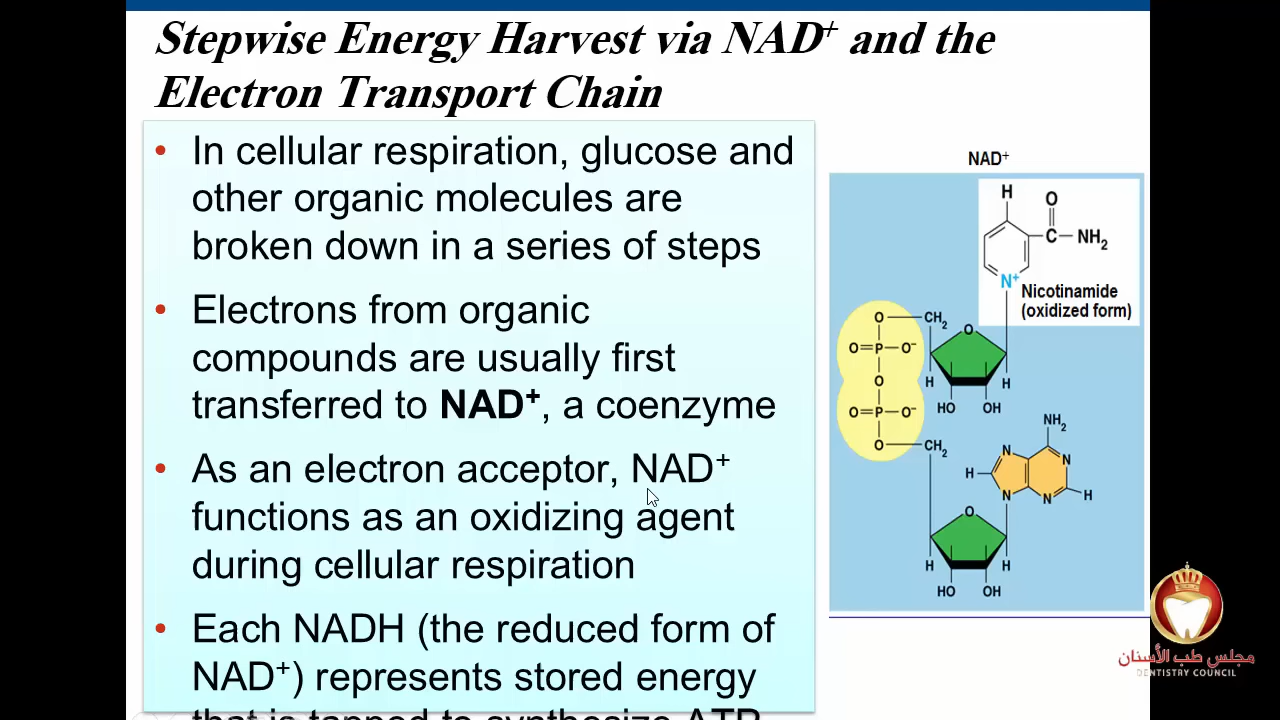 Stepwise Energy Harvest via NAD⁺ and the
Electron Transport Chain
• In cellular respiration, glucose and
other organic molecules are
broken down in a series of steps
• Electrons from organic
compounds are usually first
transferred to NAD⁺, a coenzyme
• As an electron acceptor, NAD⁺
functions as an oxidizing agent
during cellular respiration
• Each NADH (the reduced form of
NAD⁺) represents stored energy
that is tapped to synthesize ATP
NAD⁺
H
O
C
NH₂
N⁺
Nicotinamide
(oxidized form)
O
CH₂
O
O=P—O⁻
H
H
O
HO
OH
O=P—O⁻
O
CH₂
NH₂
N
N
H
N
N
H
O
H
H
HO
OH
مجلس طب الأسنان
DENTISTRY COUNCIL